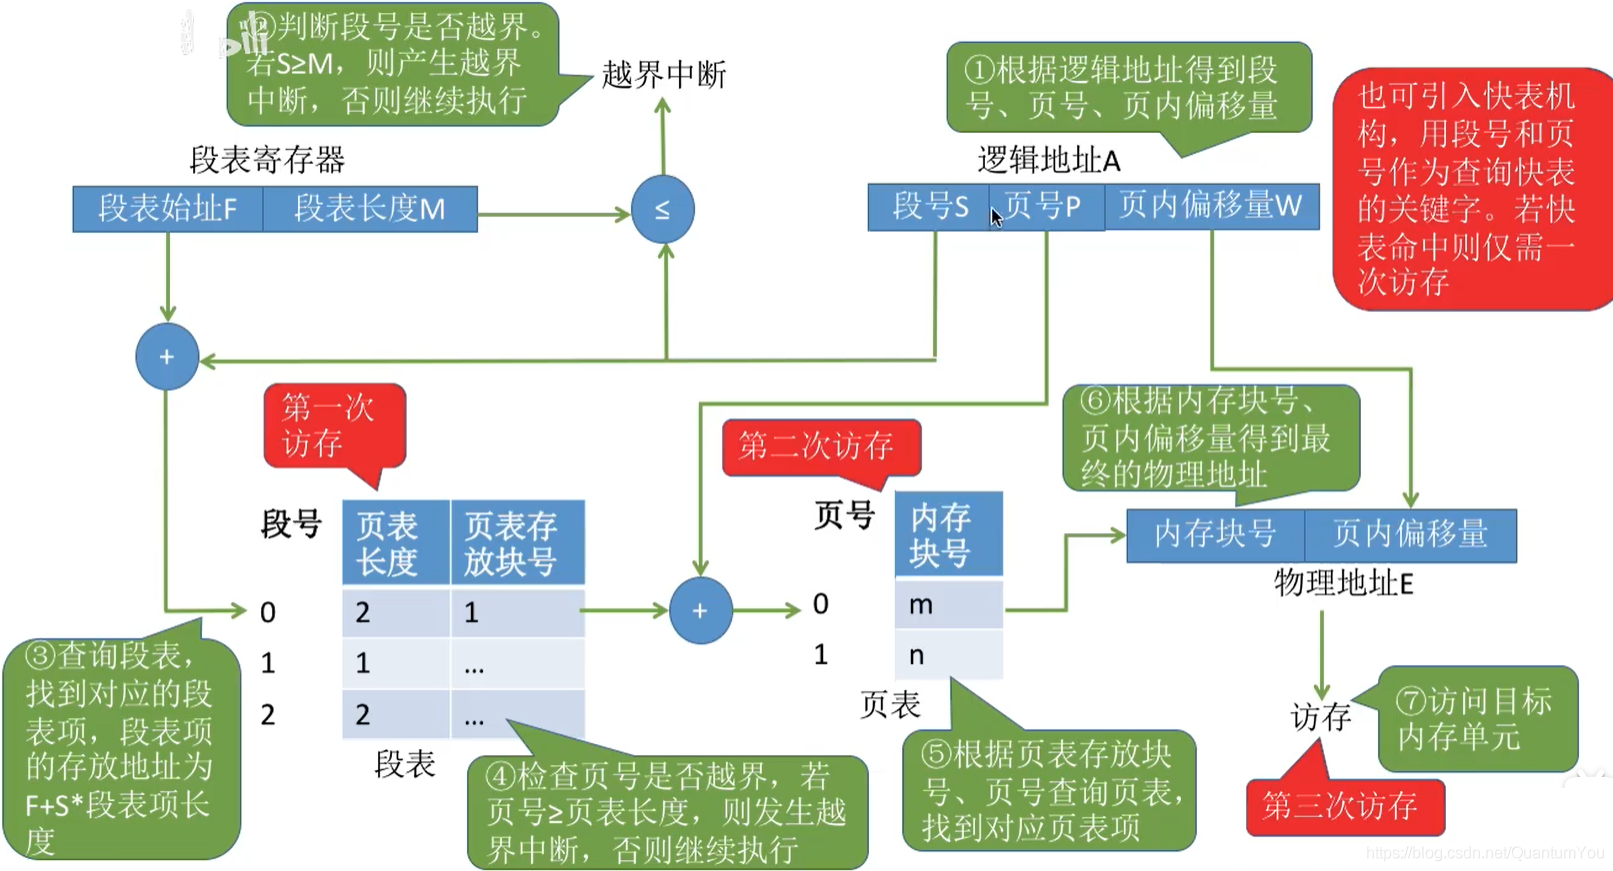 ②判断段号是否越界。
若S≥M，则产生越界
中断，否则继续执行
越界中断
①根据逻辑地址得到段
号、页号、页内偏移量
也可引入快表机
构，用段号和页
号作为查询快表
的关键字。若快
表命中则仅需一
次访存
段表寄存器
段表始址F
段表长度M
≤
逻辑地址A
段号S
页号P
页内偏移量W
+
第一次
访存
第二次访存
⑥根据内存块号、
页内偏移量得到最
终的物理地址
段号
页表
长度
页表存
放块号
0
2
1
1
1
...
2
2
...
段表
+
页号
内存
块号
0
m
1
n
页表
内存块号
页内偏移量
物理地址E
③查询段表，
找到对应的段
表项，段表项
的存放地址为
F+S*段表项长
度
④检查页号是否越界，若
页号≥页表长度，则发生越
界中断，否则继续执行
⑤根据页表存放块
号、页号查询页表，
找到对应页表项
访存
⑦访问目标
内存单元
第三次访存
https://blog.csdn.net/QuantumYou